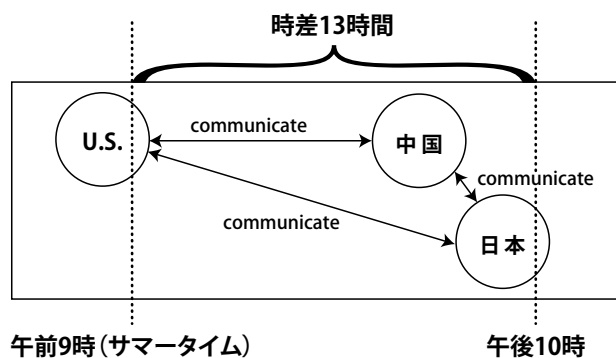 時差13時間
U.S.
communicate
中国
communicate
communicate
日本
午前9時(サマータイム)
午後10時